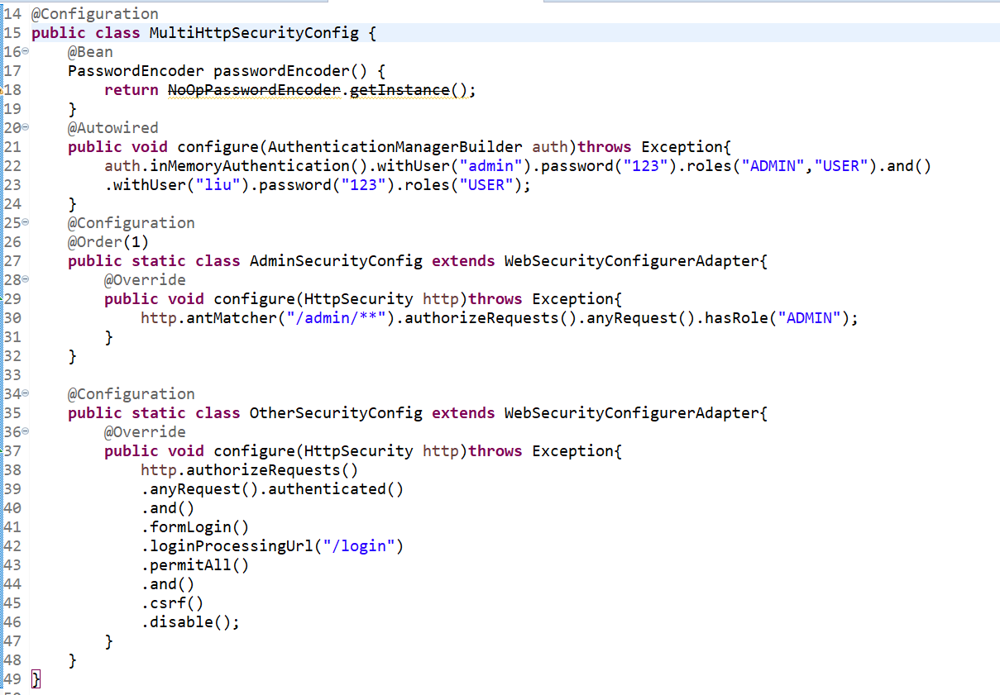 14 @Configuration
15 public class MultiHttpSecurityConfig {
16 @Bean
17 PasswordEncoder passwordEncoder() {
18 return NoOpPasswordEncoder.getInstance();
19 }
20 @Autowired
21 public void configure(AuthenticationManagerBuilder auth)throws Exception{
22 auth.inMemoryAuthentication().withUser("admin").password("123").roles("ADMIN","USER").and()
23 .withUser("liu").password("123").roles("USER");
24 }
25 @Configuration
26 @Order(1)
27 public static class AdminSecurityConfig extends WebSecurityConfigurerAdapter{
28 @Override
29 public void configure(HttpSecurity http)throws Exception{
30 http.antMatcher("/admin/**").authorizeRequests().anyRequest().hasRole("ADMIN");
31 }
32 }
33
34 @Configuration
35 public static class OtherSecurityConfig extends WebSecurityConfigurerAdapter{
36 @Override
37 public void configure(HttpSecurity http)throws Exception{
38 http.authorizeRequests()
39 .anyRequest().authenticated()
40 .and()
41 .formLogin()
42 .loginProcessingUrl("/login")
43 .permitAll()
44 .and()
45 .csrf()
46 .disable();
47 }
48 }
49 }